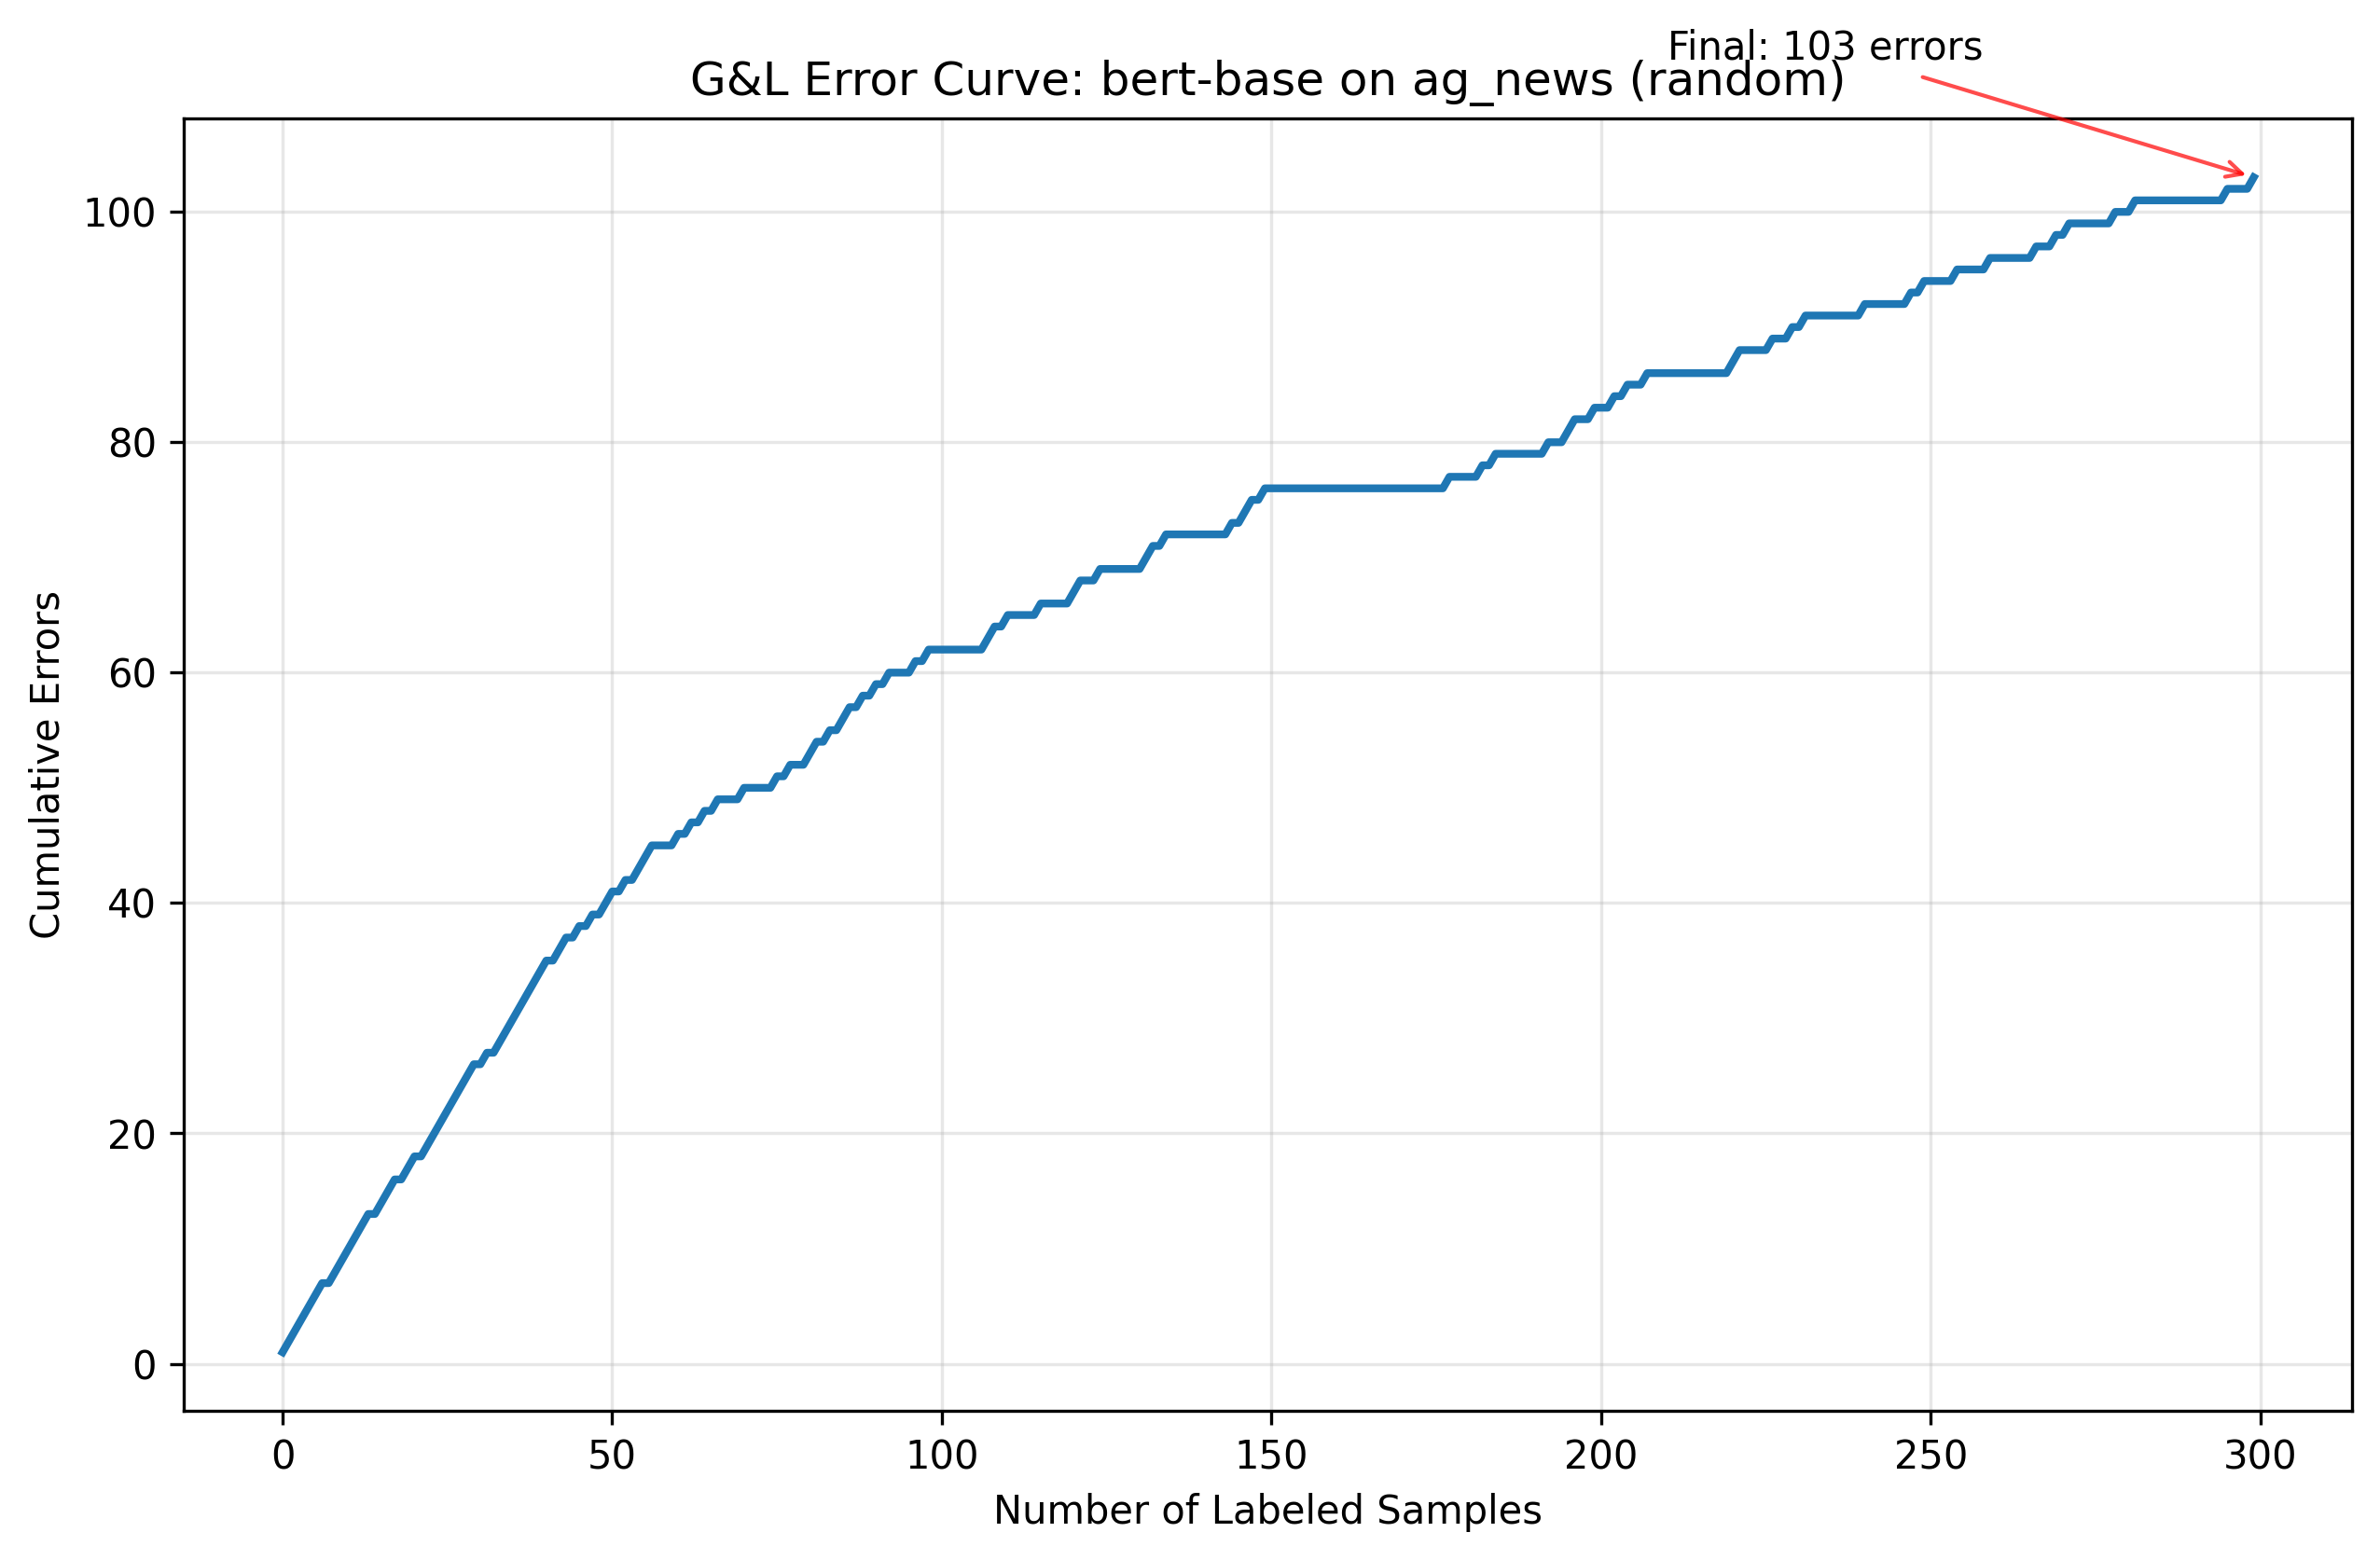 Final: 103 errors
G&L Error Curve: bert-base on ag_news (random)
100
80
60
40
20
0
Cumulative Errors
0 50 100 150 200 250 300
Number of Labeled Samples